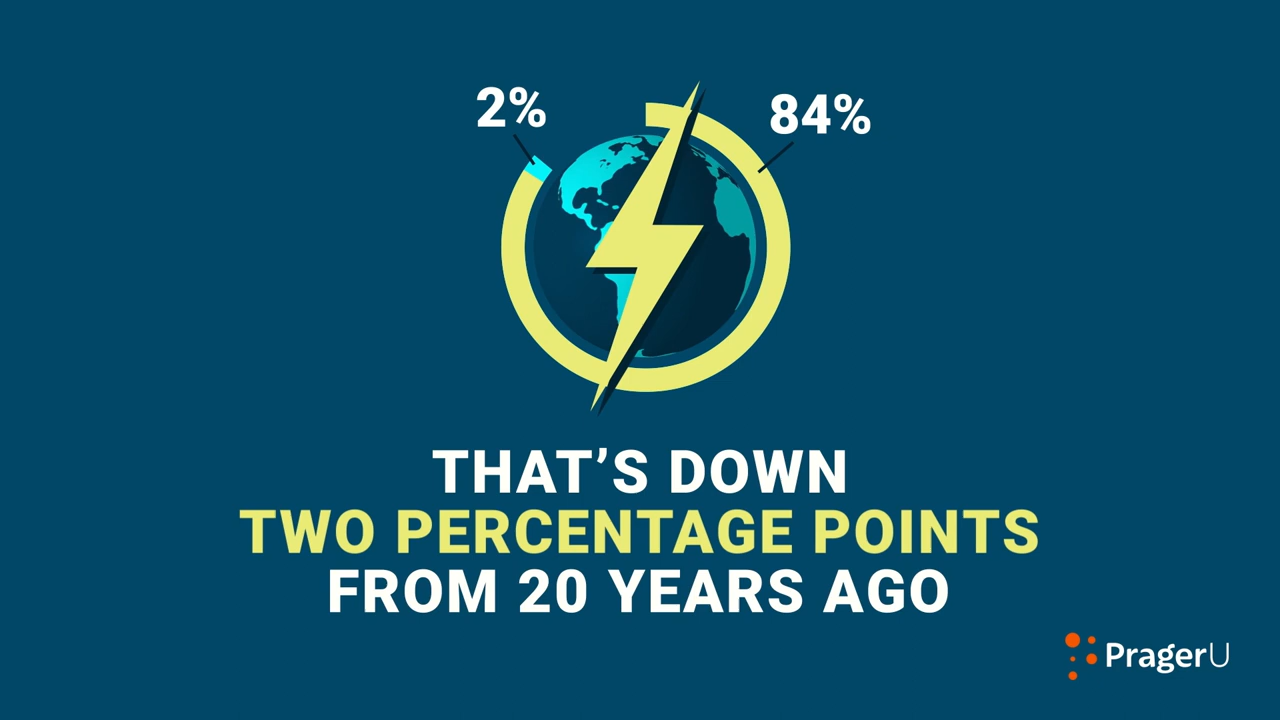 2%
84%
THAT’S DOWN
TWO PERCENTAGE POINTS
FROM 20 YEARS AGO
PragerU